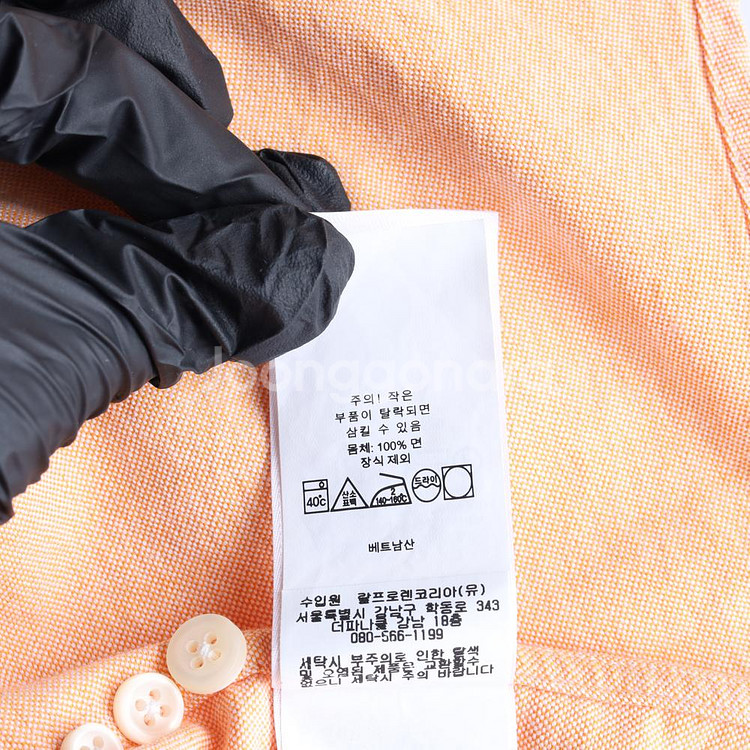 joonggonara
주의! 작은
부품이 탈락되면
삼킬 수 있음
몸체: 100% 면
장식 제외
40℃ 산소 표백 2 140-160℃ 드라이
베트남산
수입원 랄프로렌코리아(유)
서울특별시 강남구 학동로 343
더피나클 강남 18층
080-566-1199
세탁시 부주의로 인한 탈색
및 오염된 제품은 교환할수
없으니 세탁시 주의 바랍니다